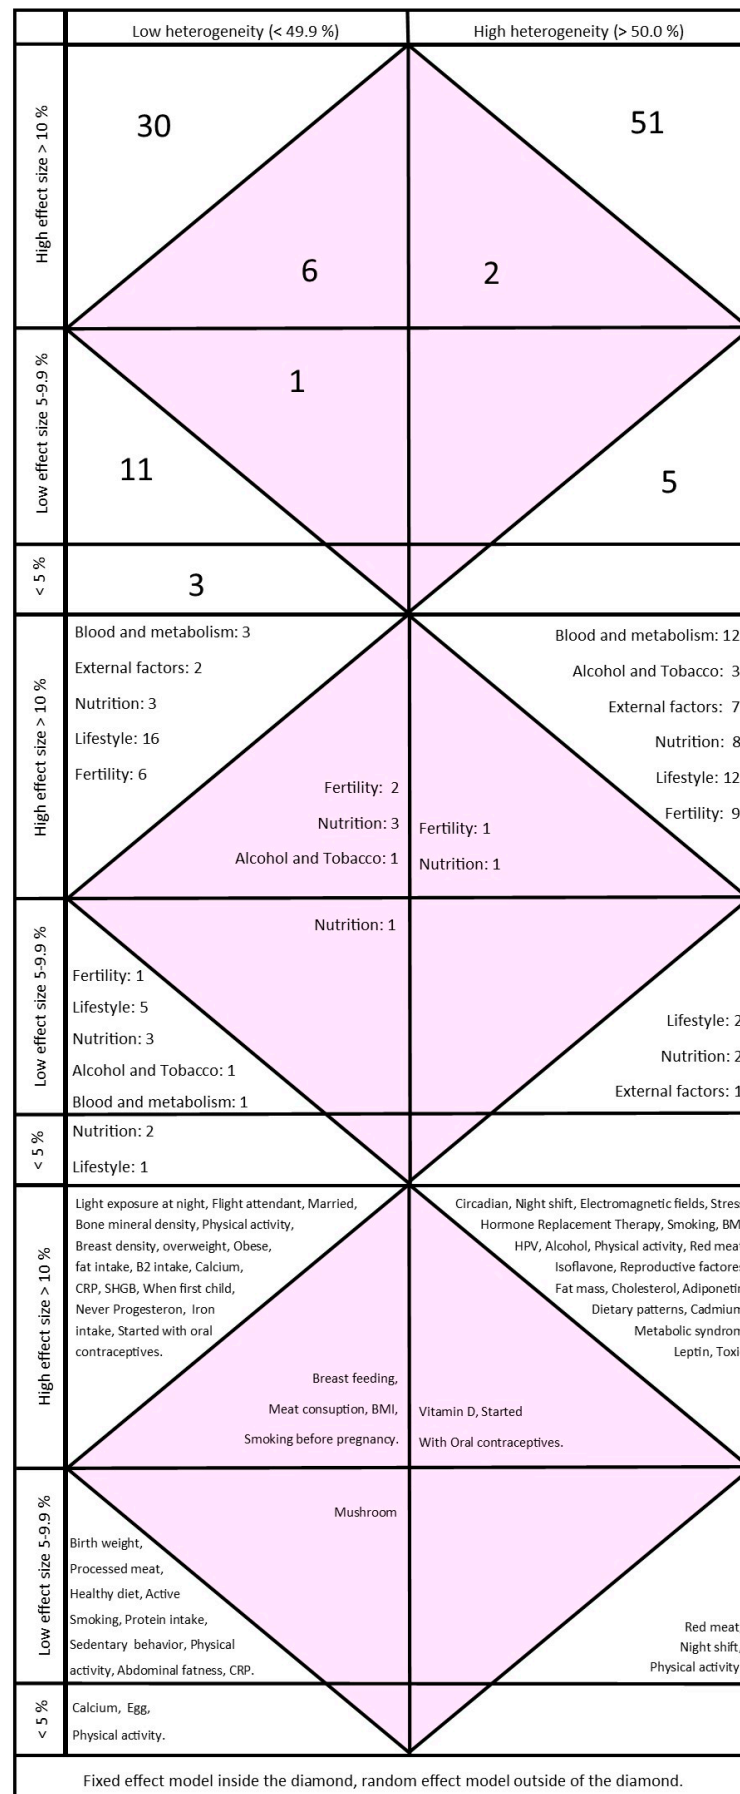 Low heterogeneity (< 49.9 %)
High heterogeneity (> 50.0 %)
High effect size > 10 %
30
51
6
2
Low effect size 5-9.9 %
1
11
5
< 5 %
3
High effect size > 10 %
Blood and metabolism: 3
External factors: 2
Nutrition: 3
Lifestyle: 16
Fertility: 6
Fertility: 2
Nutrition: 3
Alcohol and Tobacco: 1
Fertility: 1
Nutrition: 1
Blood and metabolism: 12
Alcohol and Tobacco: 3
External factors: 7
Nutrition: 8
Lifestyle: 12
Fertility: 9
Low effect size 5-9.9 %
Nutrition: 1
Fertility: 1
Lifestyle: 5
Nutrition: 3
Alcohol and Tobacco: 1
Blood and metabolism: 1
Lifestyle: 2
Nutrition: 2
External factors: 1
< 5 %
Nutrition: 2
Lifestyle: 1
High effect size > 10 %
Light exposure at night, Flight attendant, Married,
Bone mineral density, Physical activity,
Breast density, overweight, Obese,
fat intake, B2 intake, Calcium,
CRP, SHGB, When first child,
Never Progesteron, Iron
intake, Started with oral
contraceptives.
Breast feeding,
Meat consuption, BMI,
Smoking before pregnancy.
Vitamin D, Started
With Oral contraceptives.
Circadian, Night shift, Electromagnetic fields,
Hormone Replacement Therapy, Smoking,
HPV, Alcohol, Physical activity, Red
Isoflavone, Reproductive
Fat mass, Cholesterol,
Dietary patterns, Cadmium
Metabolic
Leptin,
Low effect size 5-9.9 %
Mushroom
Birth weight,
Processed meat,
Healthy diet, Active
Smoking, Protein intake,
Sedentary behavior, Physical
activity, Abdominal fatness, CRP.
Red meat
Night shift,
Physical activity
< 5 %
Calcium, Egg,
Physical activity.
Fixed effect model inside the diamond, random effect model outside of the diamond.